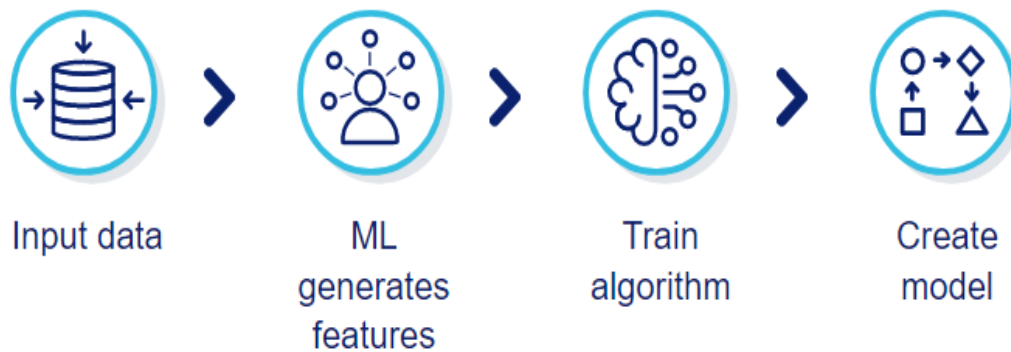 Input data
ML
generates
features
Train
algorithm
Create
model